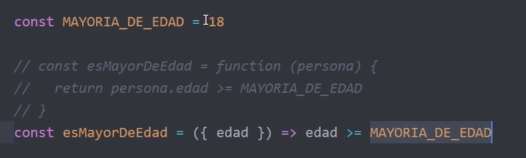 const MAYORIA_DE_EDAD = 18
// const esMayorDeEdad = function (persona) {
//   return persona.edad >= MAYORIA_DE_EDAD
// }
const esMayorDeEdad = ({ edad }) => edad >= MAYORIA_DE_EDAD